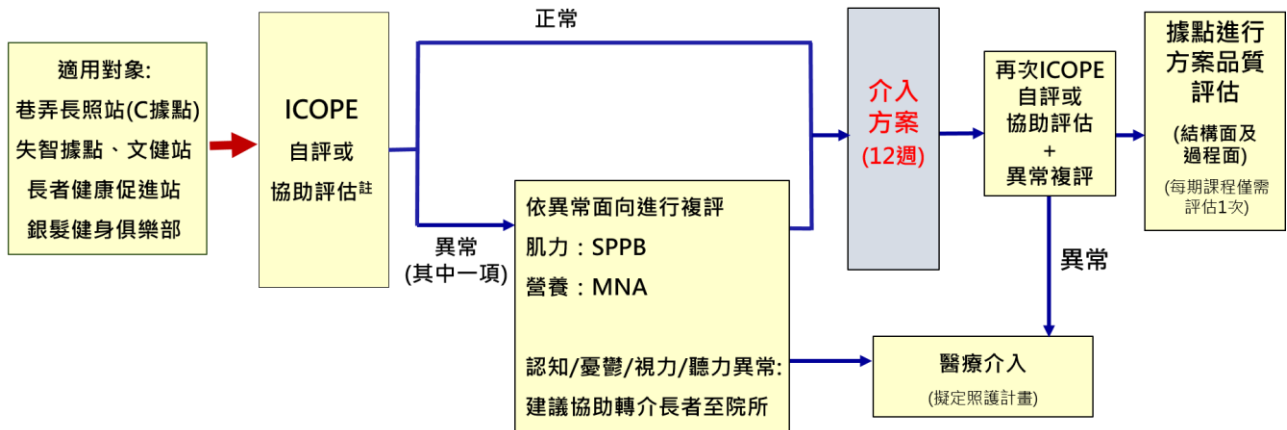 適用對象:
巷弄長照站(C據點)
失智據點、文健站
長者健康促進站
銀髮健身俱樂部
ICOPE
自評或
協助評估註
正常
異常
(其中一項)
依異常面向進行複評
肌力：SPPB
營養：MNA
認知/憂鬱/視力/聽力異常:
建議協助轉介長者至院所
介入
方案
(12週)
再次ICOPE
自評或
協助評估
+
異常複評
據點進行
方案品質
評估
(結構面及
過程面)
(每期課程僅需
評估1次)
異常
醫療介入
(擬定照護計畫)